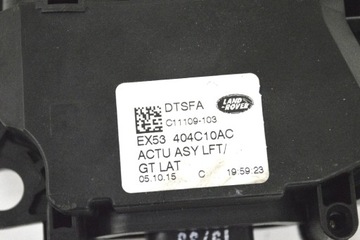 DTSFA
LAND-
ROVER
C11109-103
EX53 404C10AC
ACTU ASY LFT/
GT LAT
05.10.15 C 19:59:23